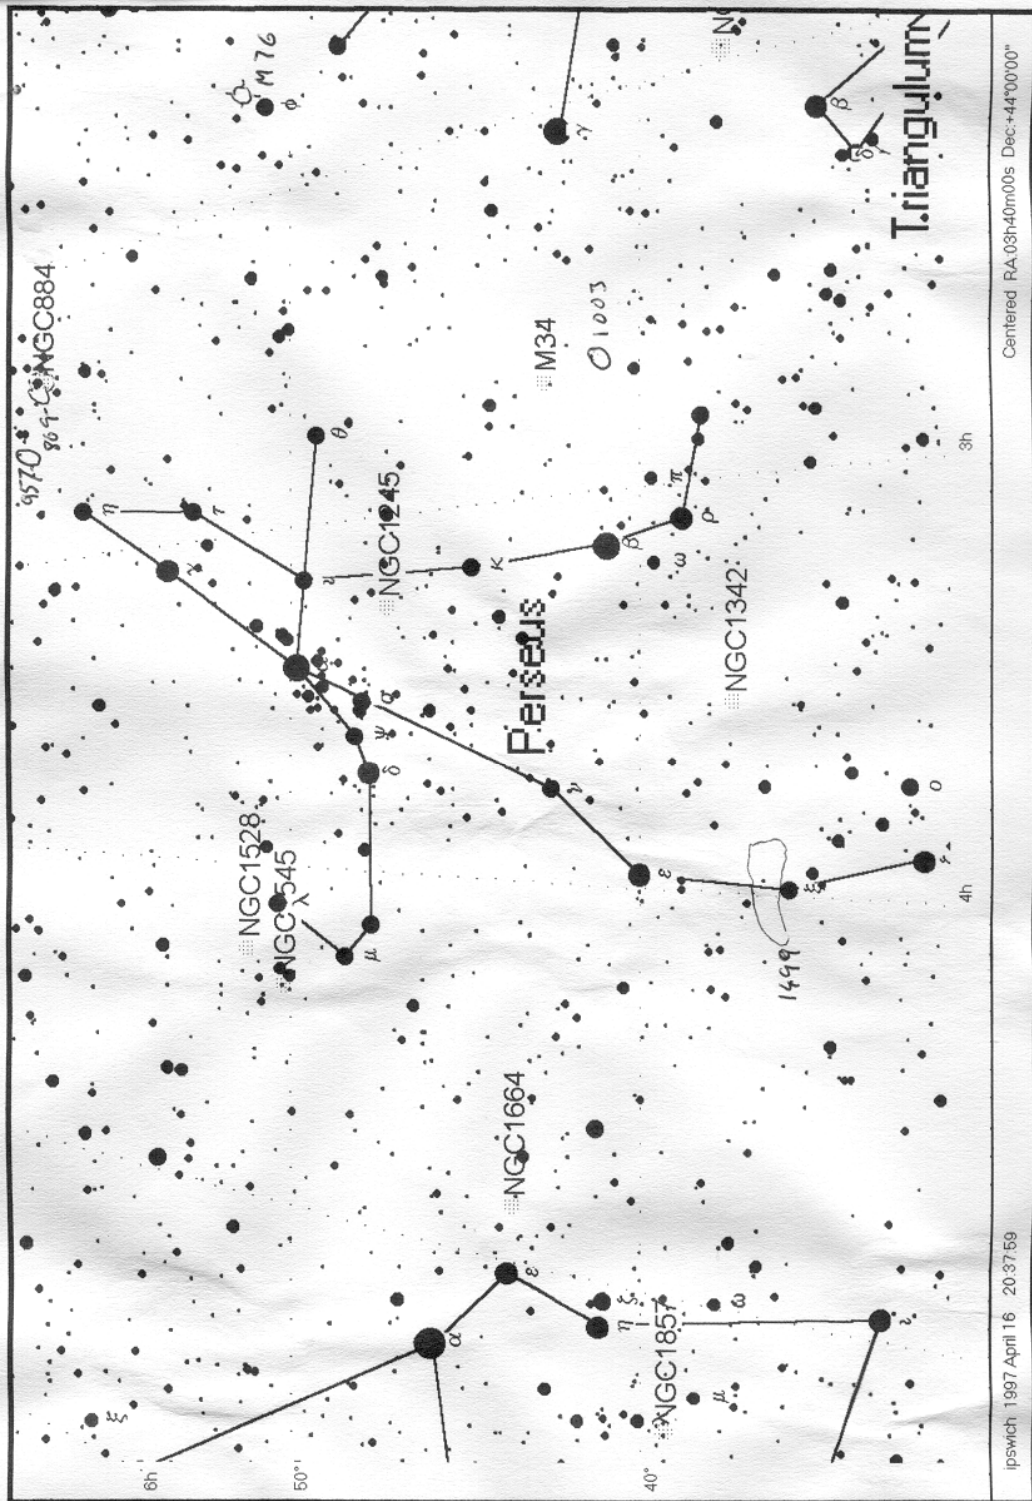 M76
φ
γ
β
δ
γ
N
Triangulum
NGC884
957
869
M34
1003
η
τ
γ
θ
ι
κ
NGC1245
β
π
ρ
ω
3h
α
σ
ψ
δ
Perseus
NGC1342
ν
ε
ξ
ο
ζ
4h
NGC1528
NGC1545
λ
μ
1499
NGC1664
α
ε
ζ
η
NGC1857
ω
μ
ι
ξ
6h
50°
40°
ipswich 1997 April 16 20:37:59
Centered RA:03h40m00s Dec:+44°00'00"